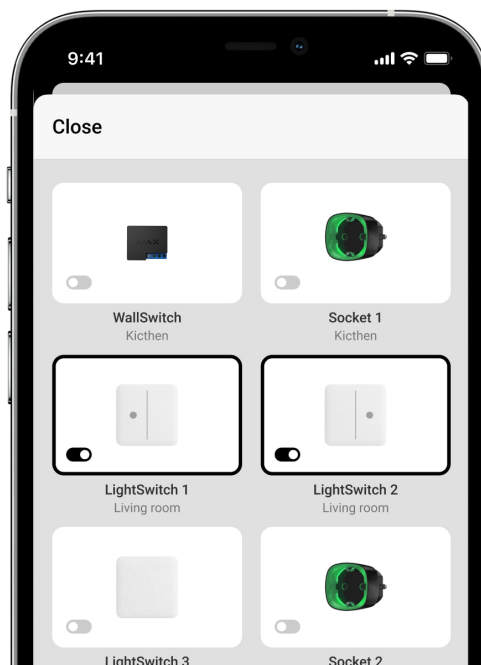 9:41
Close
AJAX
WallSwitch
Kicthen
Socket 1
Kicthen
LightSwitch 1
Living room
LightSwitch 2
Living room
LightSwitch 3
Socket 2